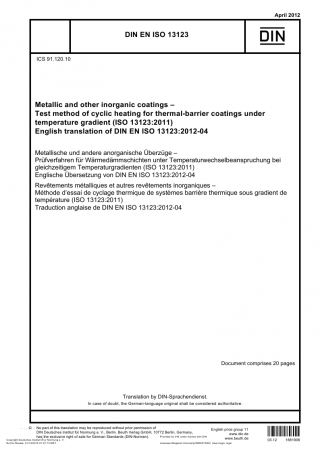 April 2012
DIN EN ISO 13123
DIN
ICS 91.120.10
Metallic and other inorganic coatings –
Test method of cyclic heating for thermal-barrier coatings under
temperature gradient (ISO 13123:2011)
English translation of DIN EN ISO 13123:2012-04
Metallische und andere anorganische Überzüge –
Prüfverfahren für Wärmedämmschichten unter Temperaturwechselbeanspruchung bei
gleichzeitigem Temperaturgradienten (ISO 13123:2011)
Englische Übersetzung von DIN EN ISO 13123:2012-04
Revêtements métalliques et autres revêtements inorganiques –
Méthode d'essai de cyclage thermique de systèmes barrière thermique sous gradient de
température (ISO 13123:2011)
Traduction anglaise de DIN EN ISO 13123:2012-04
Document comprises 20 pages
Translation by DIN-Sprachendienst.
In case of doubt, the German-language original shall be considered authoritative.
No part of this translation may be reproduced without prior permission of
DIN Deutsches Institut für Normung e. V., Berlin. Beuth Verlag GmbH, 10772 Berlin, Germany,
has the exclusive right of sale for German Standards (DIN-Normen).
English price group 11
www.din.de
www.beuth.de